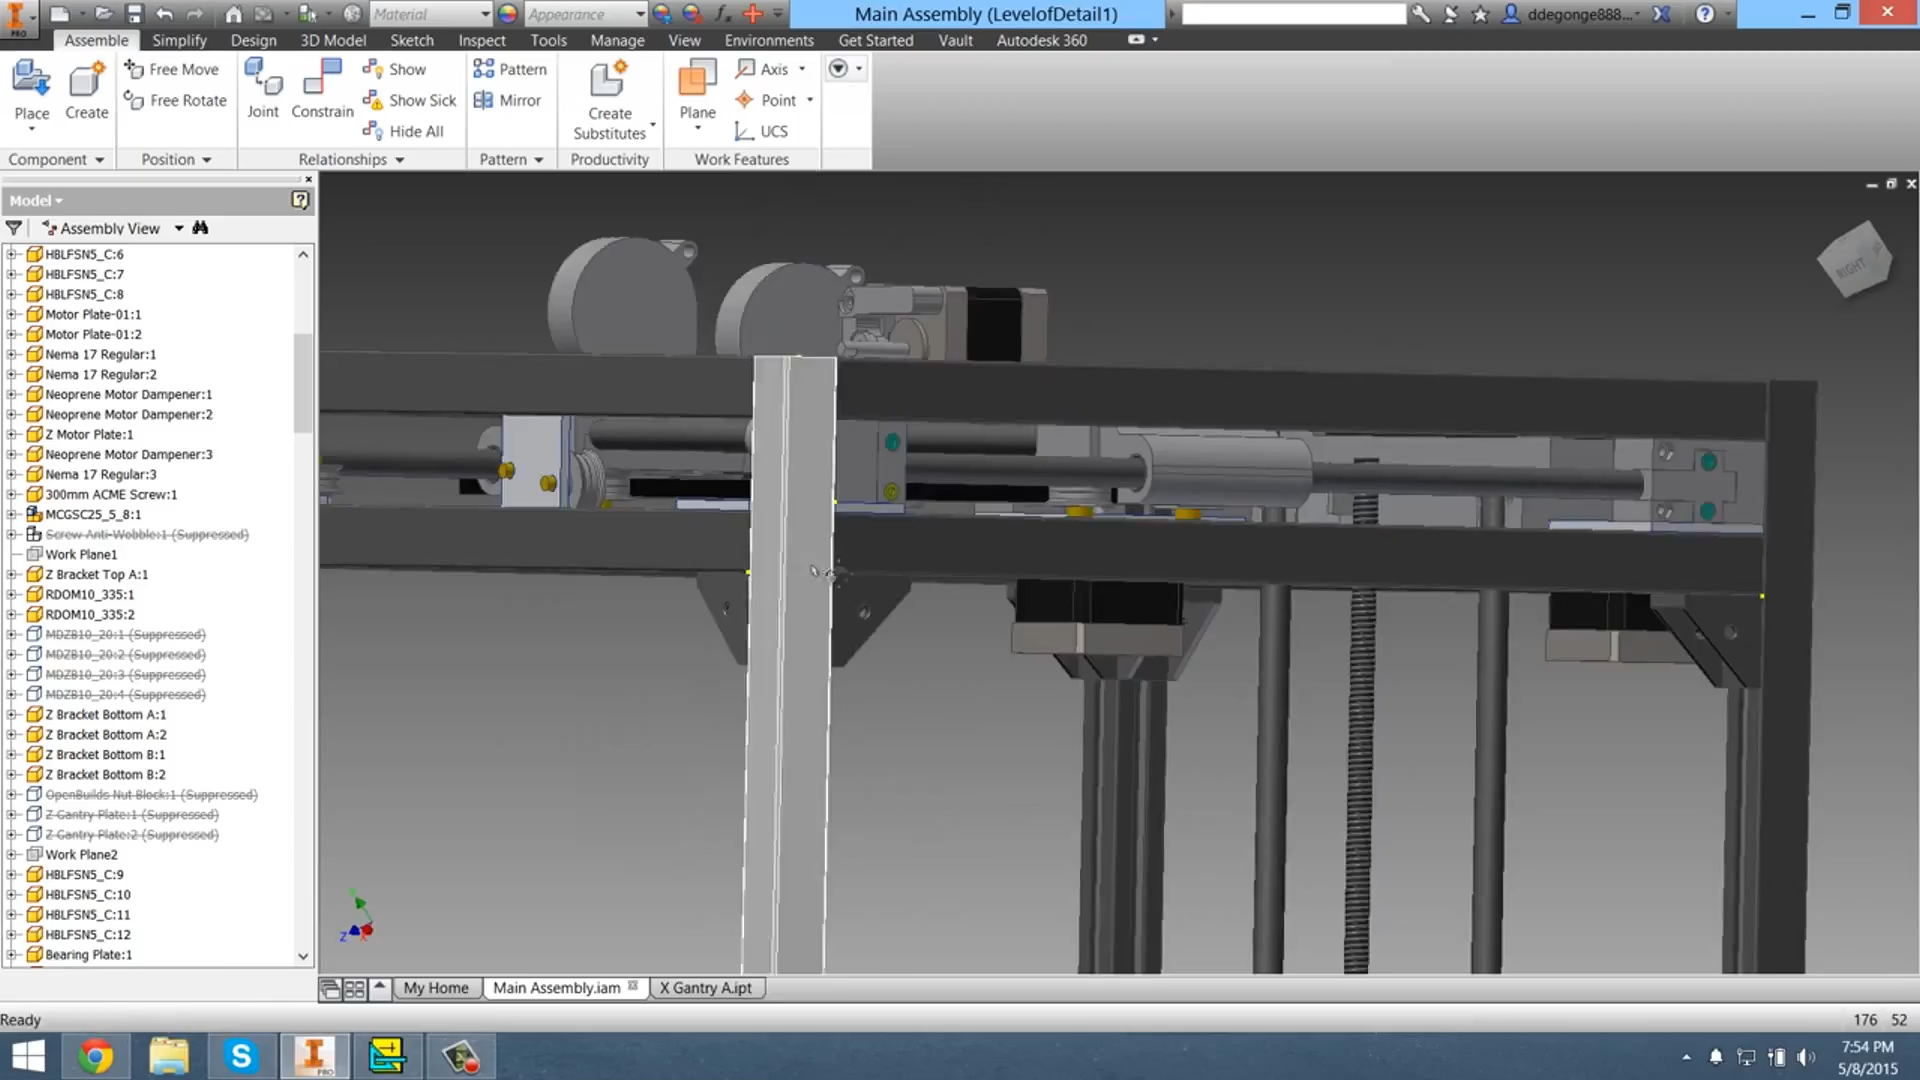 PRO
Material
Appearance
Main Assembly (LevelofDetail1)
ddegonge888...
Assemble Simplify Design 3D Model Sketch Inspect Tools Manage View Environments Get Started Vault Autodesk 360
Place
Create
Free Move
Free Rotate
Joint
Constrain
Show
Show Sick
Hide All
Pattern
Mirror
Create
Substitutes
Plane
Axis
Point
UCS
Component Position Relationships Pattern Productivity Work Features
Model
Assembly View
HBLFSN5_C:6
HBLFSN5_C:7
HBLFSN5_C:8
Motor Plate-01:1
Motor Plate-01:2
Nema 17 Regular:1
Nema 17 Regular:2
Neoprene Motor Dampener:1
Neoprene Motor Dampener:2
Z Motor Plate:1
Neoprene Motor Dampener:3
Nema 17 Regular:3
300mm ACME Screw:1
MCGSC25_5_8:1
Screw Anti-Wobble:1 (Suppressed)
Work Plane1
Z Bracket Top A:1
RDOM10_335:1
RDOM10_335:2
MDZB10_20:1 (Suppressed)
MDZB10_20:2 (Suppressed)
MDZB10_20:3 (Suppressed)
MDZB10_20:4 (Suppressed)
Z Bracket Bottom A:1
Z Bracket Bottom A:2
Z Bracket Bottom B:1
Z Bracket Bottom B:2
OpenBuilds Nut Block:1 (Suppressed)
Z Gantry Plate:1 (Suppressed)
Z Gantry Plate:2 (Suppressed)
Work Plane2
HBLFSN5_C:9
HBLFSN5_C:10
HBLFSN5_C:11
HBLFSN5_C:12
Bearing Plate:1
RIGHT
Z X
My Home Main Assembly.iam X Gantry A.ipt
Ready
176 52
PRO
7:54 PM
5/8/2015